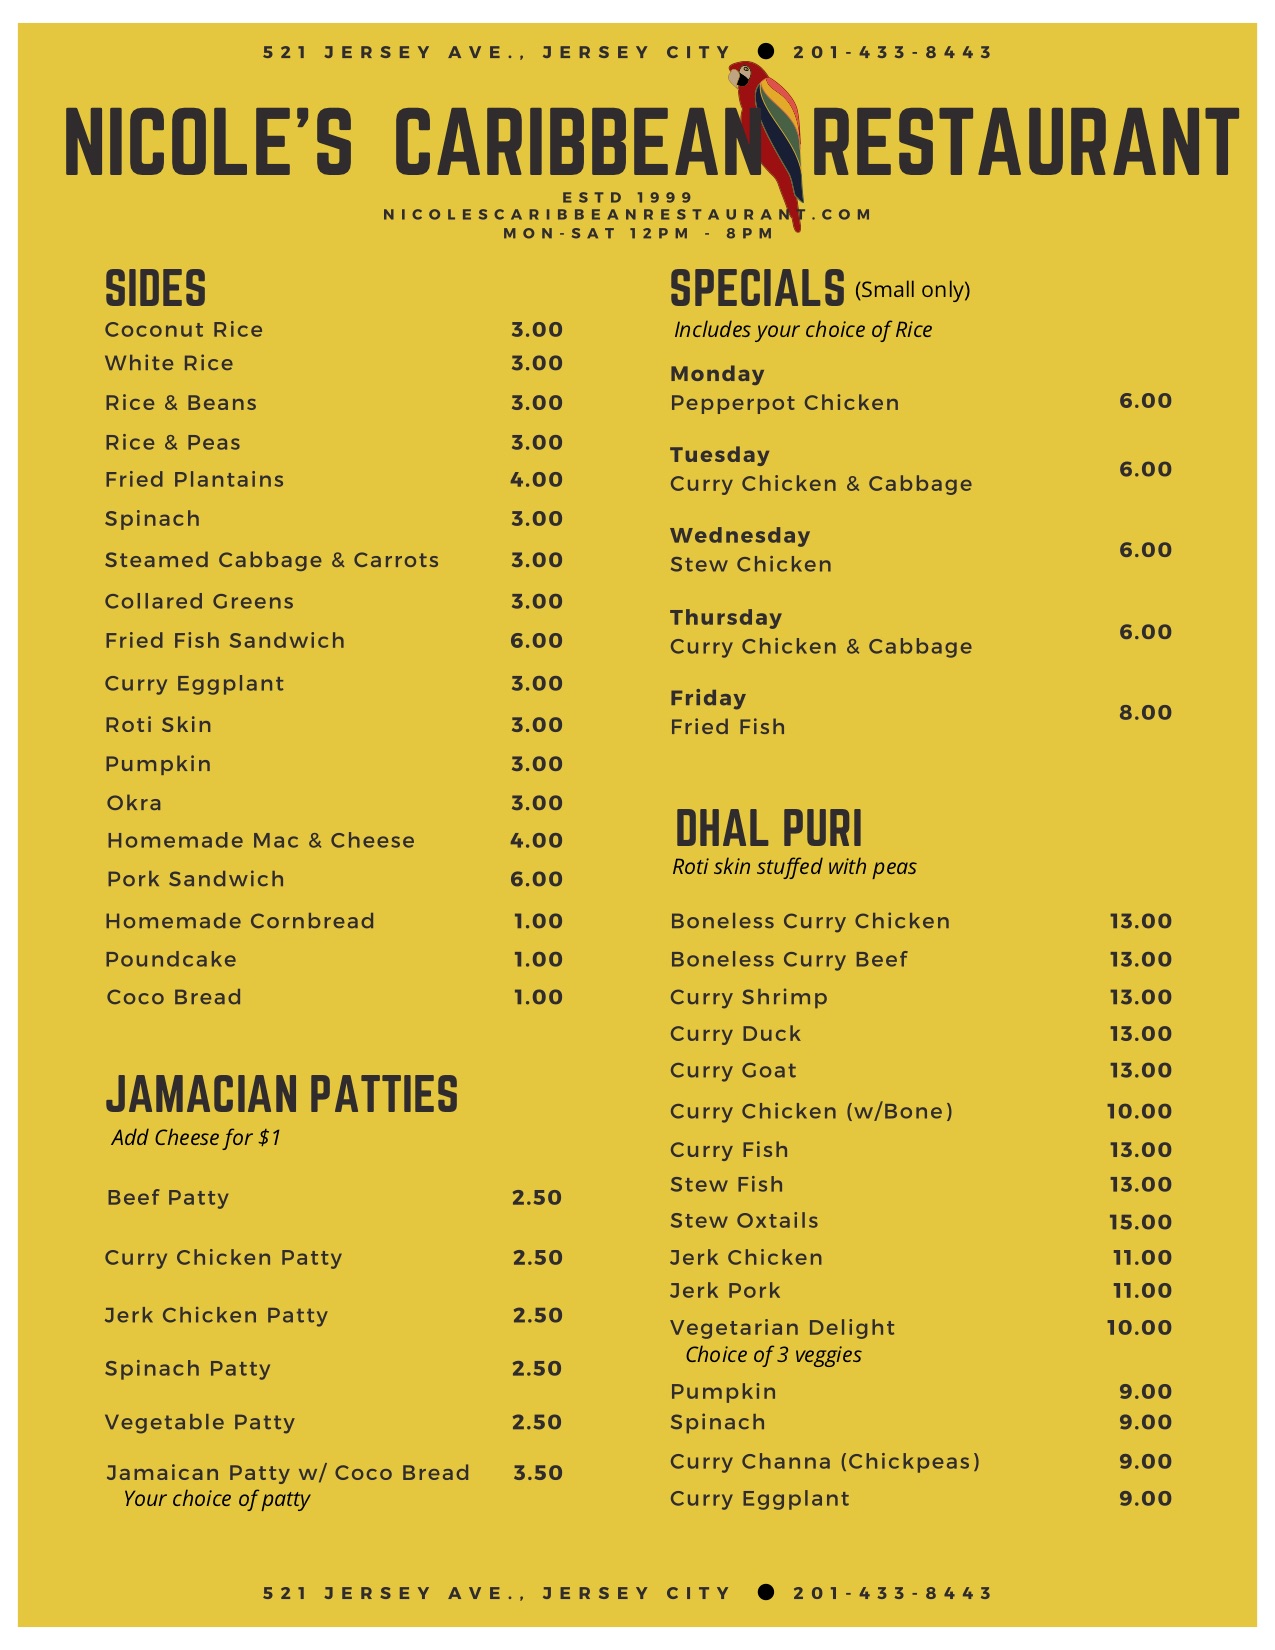 521 JERSEY AVE., JERSEY CITY ● 201-433-8443
NICOLE'S CARIBBEAN RESTAURANT
ESTD 1999
NICOLESCARIBBEANRESTAURANT.COM
MON-SAT 12PM - 8PM
SIDES
Coconut Rice 3.00
White Rice 3.00
Rice & Beans 3.00
Rice & Peas 3.00
Fried Plantains 4.00
Spinach 3.00
Steamed Cabbage & Carrots 3.00
Collared Greens 3.00
Fried Fish Sandwich 6.00
Curry Eggplant 3.00
Roti Skin 3.00
Pumpkin 3.00
Okra 3.00
Homemade Mac & Cheese 4.00
Pork Sandwich 6.00
Homemade Cornbread 1.00
Poundcake 1.00
Coco Bread 1.00
JAMACIAN PATTIES
Add Cheese for $1
Beef Patty 2.50
Curry Chicken Patty 2.50
Jerk Chicken Patty 2.50
Spinach Patty 2.50
Vegetable Patty 2.50
Jamaican Patty w/ Coco Bread 3.50
Your choice of patty
SPECIALS (Small only)
Includes your choice of Rice
Monday
Pepperpot Chicken 6.00
Tuesday
Curry Chicken & Cabbage 6.00
Wednesday
Stew Chicken 6.00
Thursday
Curry Chicken & Cabbage 6.00
Friday
Fried Fish 8.00
DHAL PURI
Roti skin stuffed with peas
Boneless Curry Chicken 13.00
Boneless Curry Beef 13.00
Curry Shrimp 13.00
Curry Duck 13.00
Curry Goat 13.00
Curry Chicken (w/Bone) 10.00
Curry Fish 13.00
Stew Fish 13.00
Stew Oxtails 15.00
Jerk Chicken 11.00
Jerk Pork 11.00
Vegetarian Delight 10.00
Choice of 3 veggies
Pumpkin 9.00
Spinach 9.00
Curry Channa (Chickpeas) 9.00
Curry Eggplant 9.00
521 JERSEY AVE., JERSEY CITY ● 201-433-8443